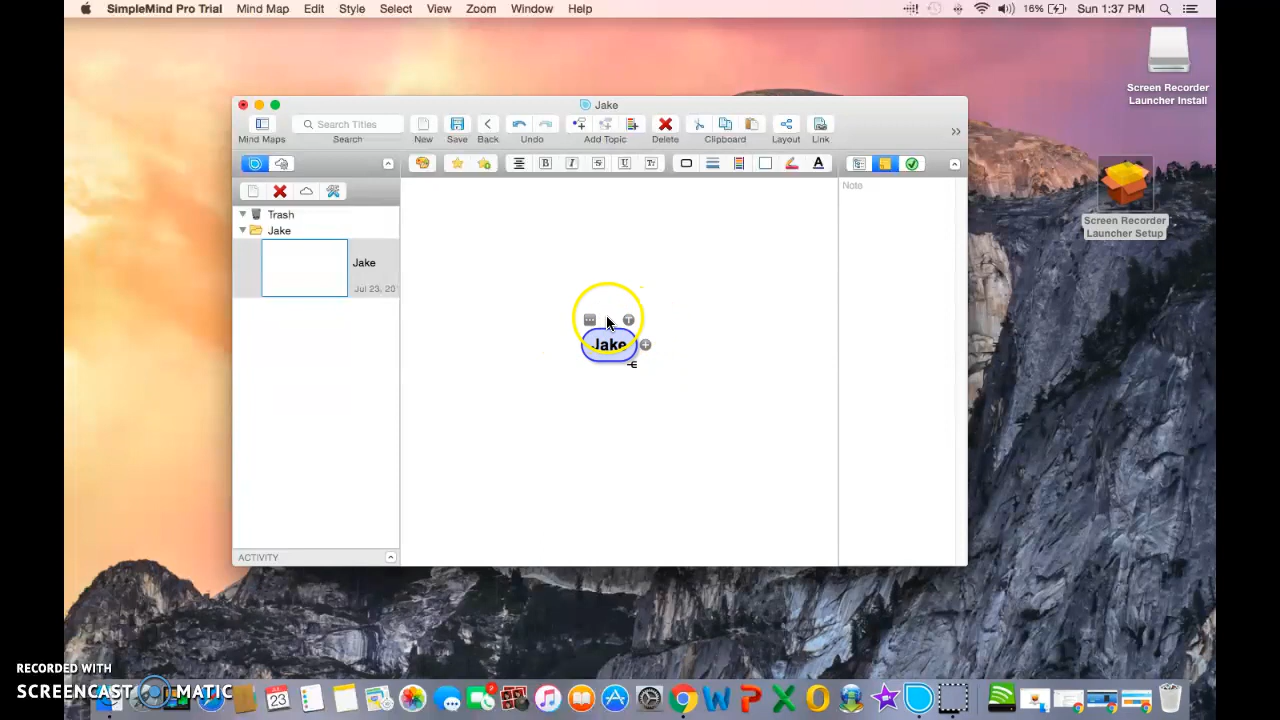 SimpleMind Pro Trial Mind Map Edit Style Select View Zoom Window Help 16% Sun 1:37 PM
Screen Recorder
Launcher Install
Jake
Search Titles
Mind Maps Search New Save Back Undo Add Topic Delete Clipboard Layout Link
B I S U T
A
Note
Trash
Jake
Jake
Jul 23, 20
T
Jake
Screen Recorder
Launcher Setup
ACTIVITY
RECORDED WITH
SCREENCAST MATIC
23